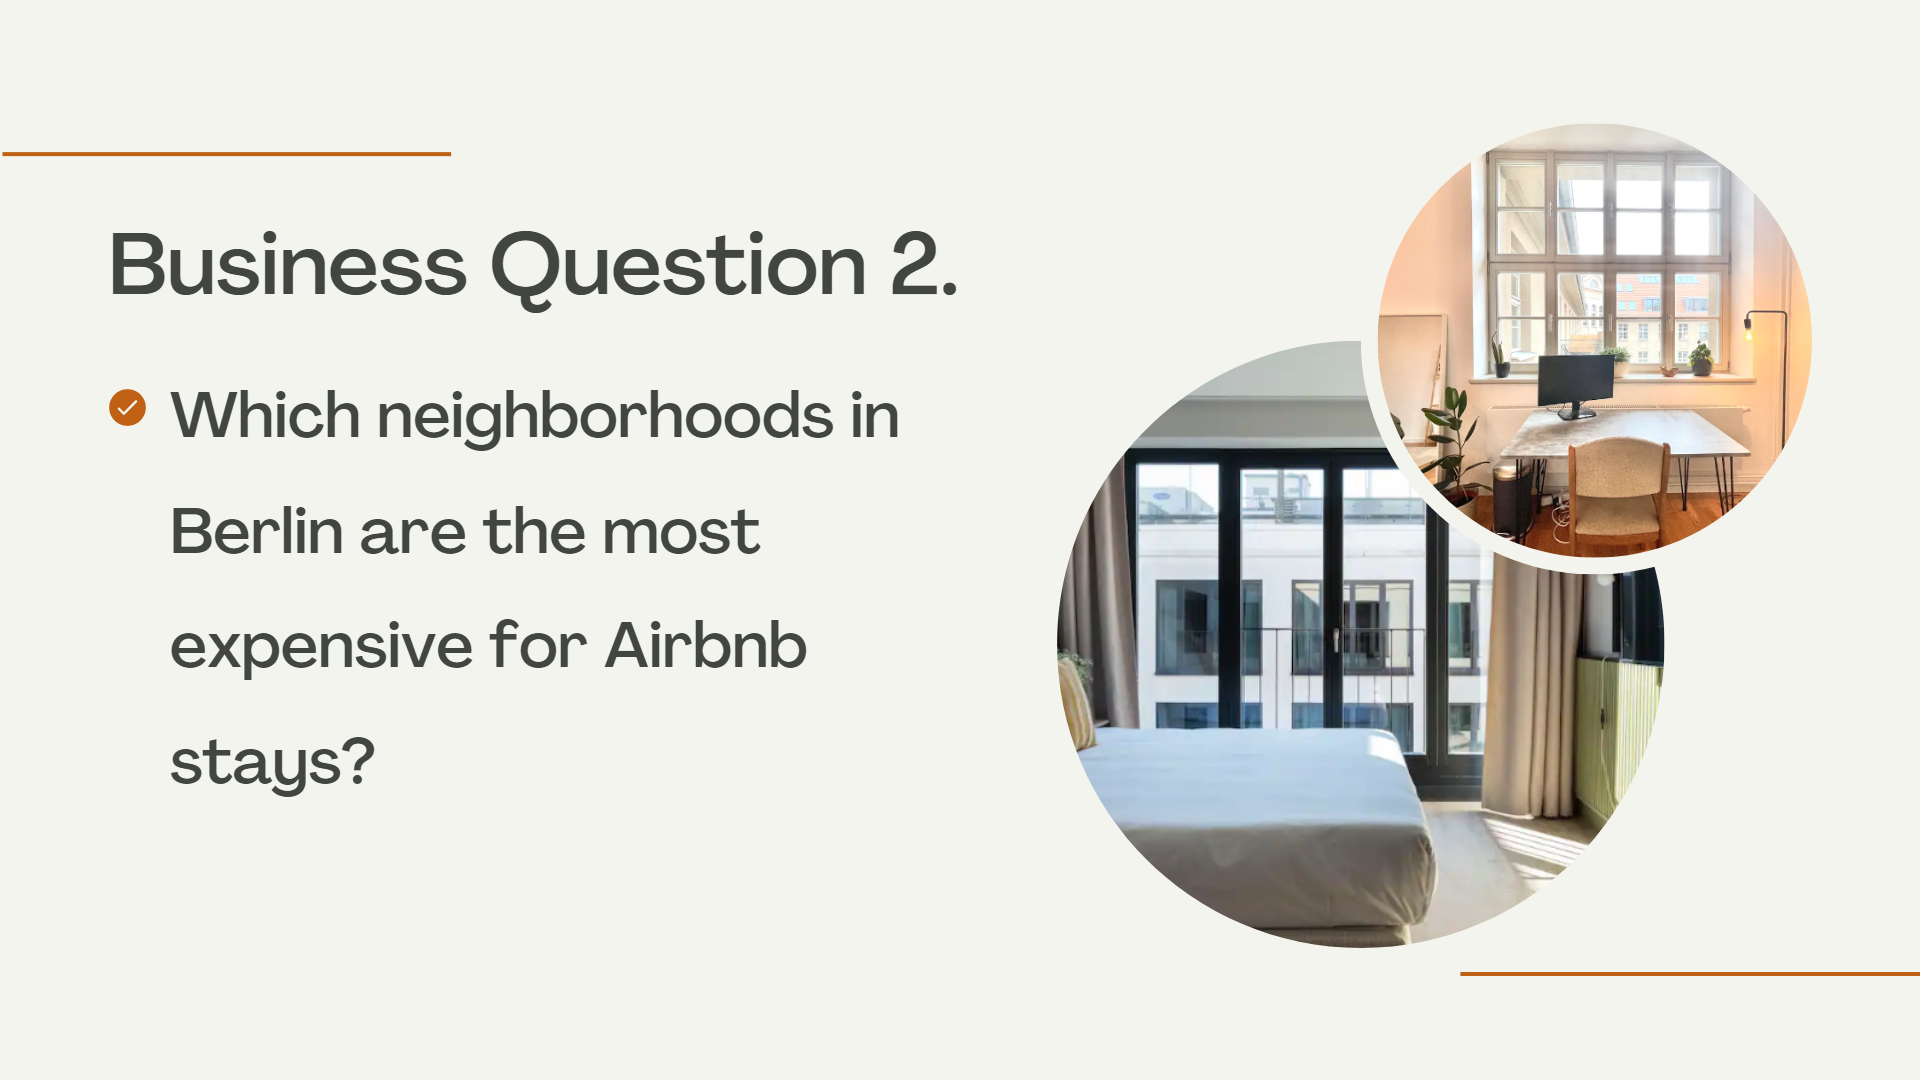 Business Question 2.
Which neighborhoods in
Berlin are the most
expensive for Airbnb
stays?